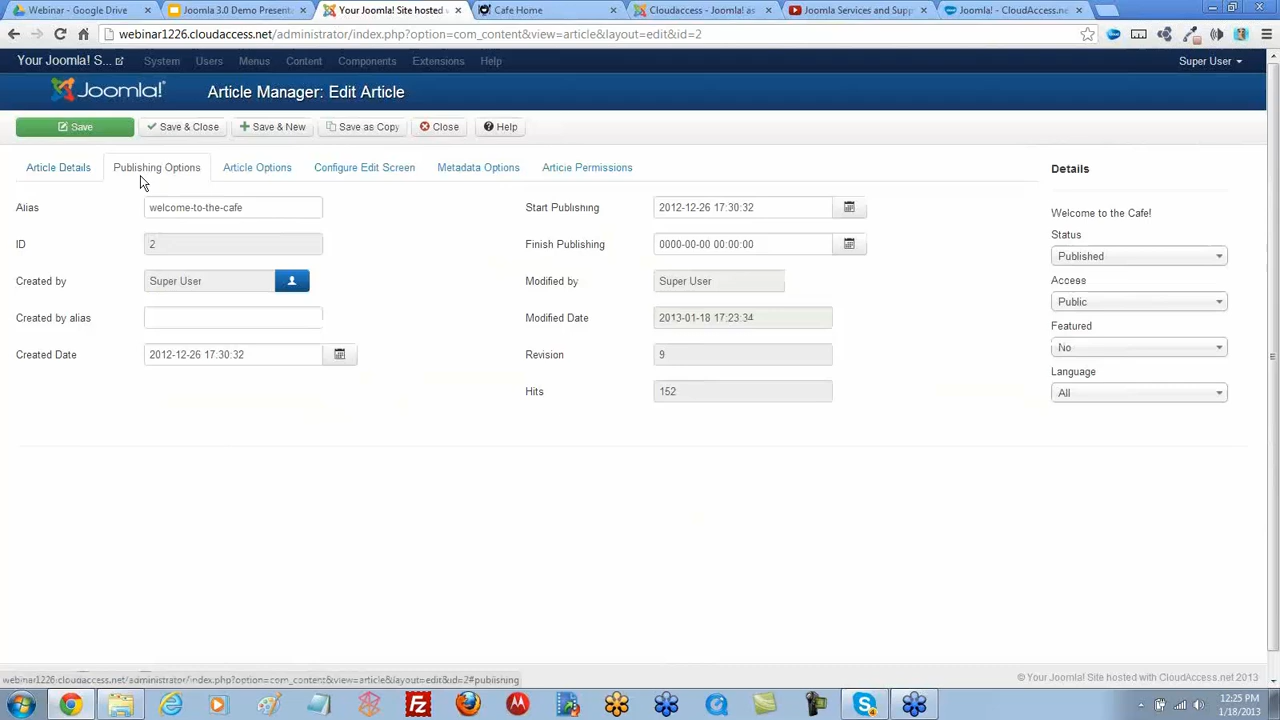 Webinar - Google Drive
Joomla 3.0 Demo Presenta
Your Joomla! Site hosted
Cafe Home
Cloudaccess - Joomla! as
Joomla Services and Supp
Joomla! - CloudAccess.ne
webinar1226.cloudaccess.net/administrator/index.php?option=com_content&view=article&layout=edit&id=2
Your Joomla! S... System Users Menus Content Components Extensions Help Super User
Joomla!® Article Manager: Edit Article
Save Save & Close Save & New Save as Copy Close Help
Article Details Publishing Options Article Options Configure Edit Screen Metadata Options Article Permissions
Details
Alias welcome-to-the-cafe Start Publishing 2012-12-26 17:30:32
Welcome to the Cafe!
Status
ID 2 Finish Publishing 0000-00-00 00:00:00
Published
Created by Super User Modified by Super User
Access
Public
Created by alias Modified Date 2013-01-18 17:23:34
Featured
No
Created Date 2012-12-26 17:30:32 Revision 9
Language
All
Hits 152
webinar1226.cloudaccess.net/administrator/index.php?option=com_content&view=article&layout=edit&id=2#publishing
© Your Joomla! Site hosted with CloudAccess.net 2013
12:25 PM
1/18/2013